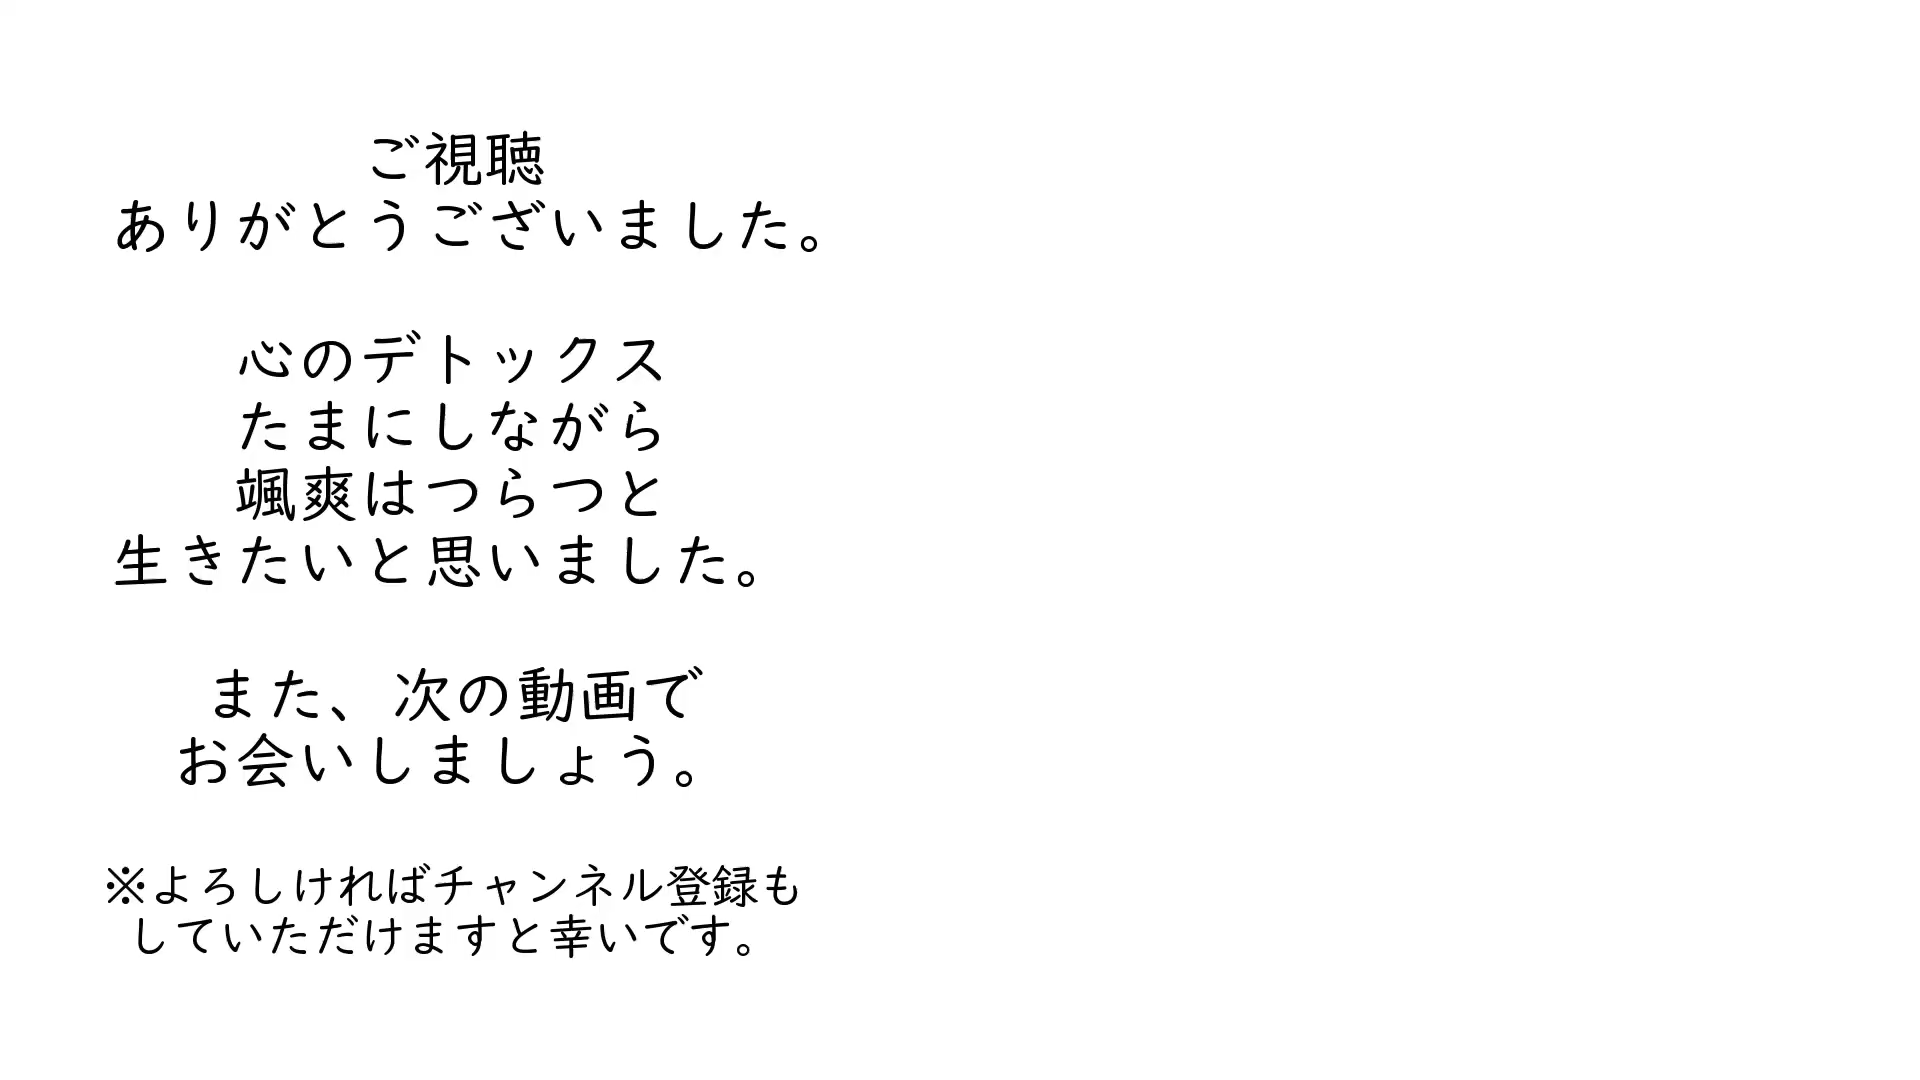 ご視聴
ありがとうございました。
心のデトックス
たまにしながら
颯爽はつらつと
生きたいと思いました。
また、次の動画で
お会いしましょう。
※よろしければチャンネル登録も
していただけますと幸いです。